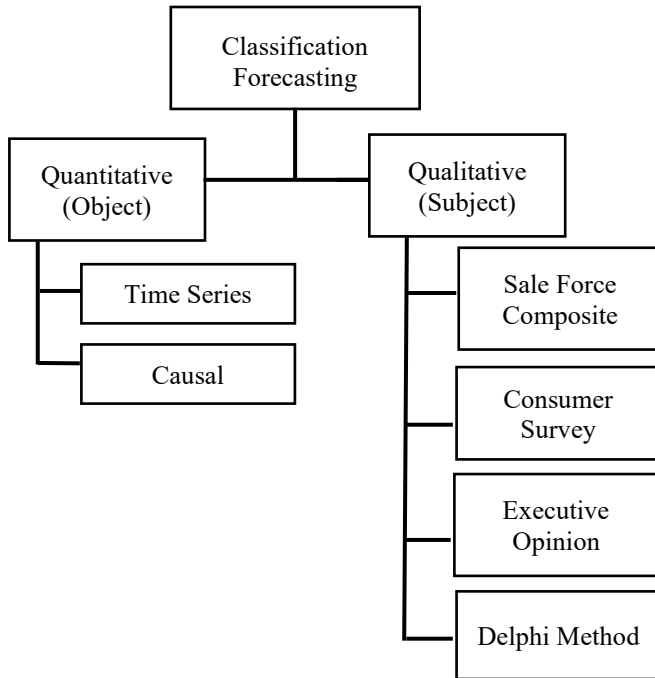 Classification
Forecasting
Quantitative
(Object)
Time Series
Causal
Qualitative
(Subject)
Sale Force
Composite
Consumer
Survey
Executive
Opinion
Delphi Method